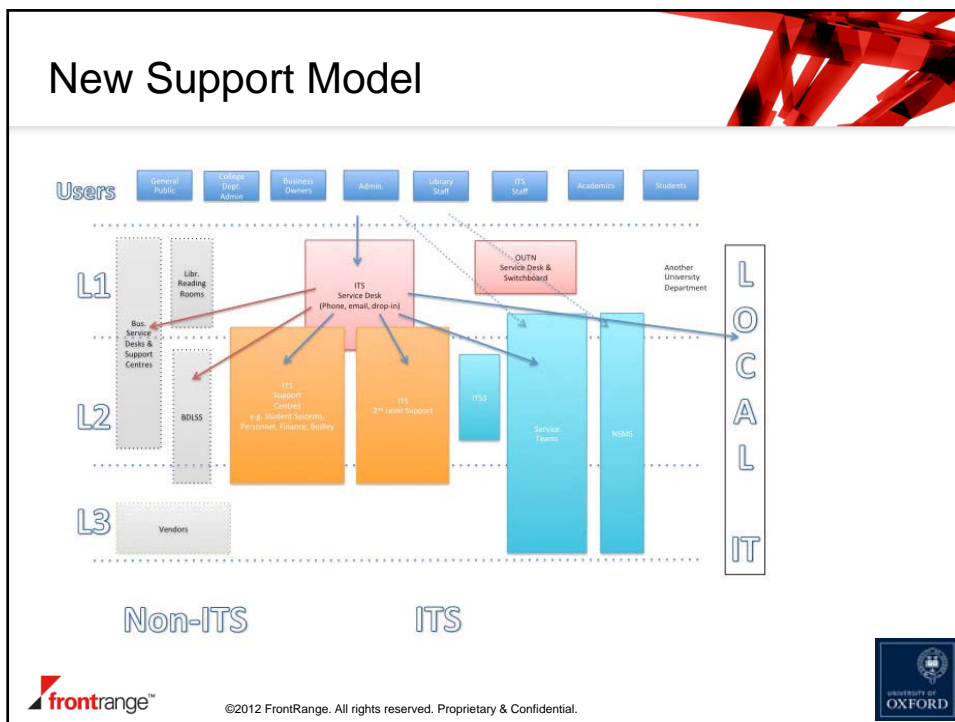 New Support Model
Users
General
Public
College
Dept.
Admin
Business
Owners
Admin.
Library
Staff
ITS
Staff
Academics
Students
L1
L2
L3
Bus.
Service
Desks &
Support
Centres
Libr.
Reading
Rooms
BDLSS
Vendors
ITS
Service Desk
(Phone, email, drop-in)
OUTN
Service Desk &
Switchboard
Another
University
Department
ITS
Support
Centres
e.g. Student Systems,
Personnel, Finance, Bodley
ITS
2nd Level Support
ITS3
Service
Teams
NSMS
L
O
C
A
L
IT
Non-ITS
ITS
frontrange™
©2012 FrontRange. All rights reserved. Proprietary & Confidential.
UNIVERSITY OF
OXFORD